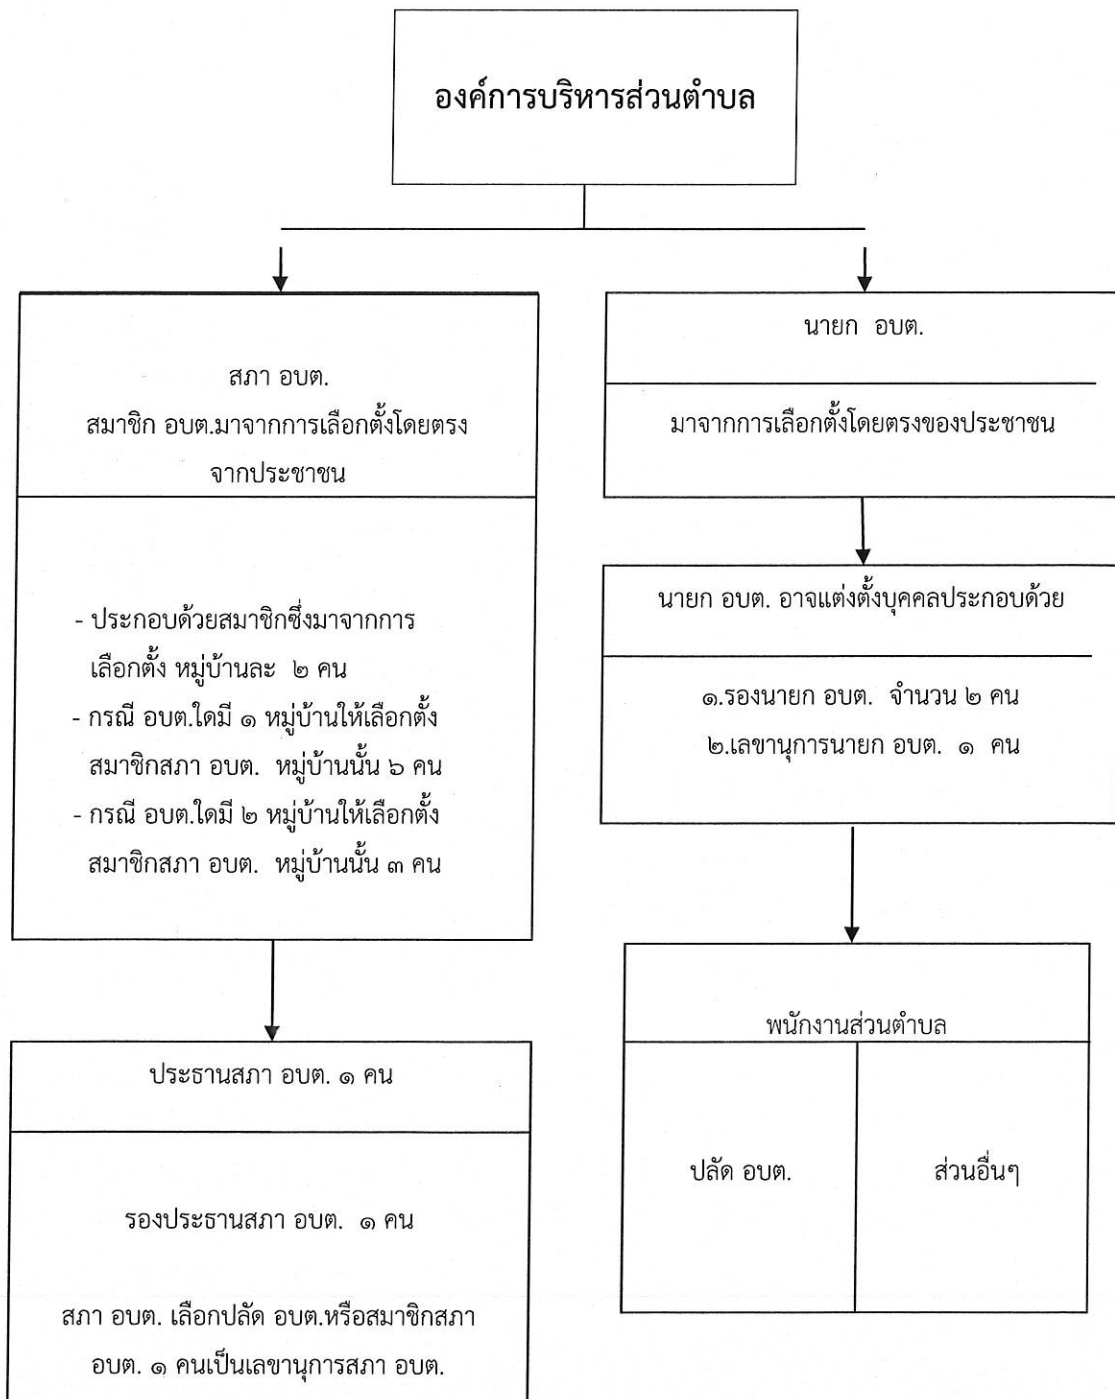 องค์การบริหารส่วนตำบล
สภา อบต.
สมาชิก อบต.มาจากการเลือกตั้งโดยตรง
จากประชาชน
- ประกอบด้วยสมาชิกซึ่งมาจากการ
เลือกตั้ง หมู่บ้านละ ๒ คน
- กรณี อบต.ใดมี ๑ หมู่บ้านให้เลือกตั้ง
สมาชิกสภา อบต. หมู่บ้านนั้น ๖ คน
- กรณี อบต.ใดมี ๒ หมู่บ้านให้เลือกตั้ง
สมาชิกสภา อบต. หมู่บ้านนั้น ๓ คน
ประธานสภา อบต. ๑ คน
รองประธานสภา อบต. ๑ คน
สภา อบต. เลือกปลัด อบต.หรือสมาชิกสภา
อบต. ๑ คนเป็นเลขานุการสภา อบต.
นายก อบต.
มาจากการเลือกตั้งโดยตรงของประชาชน
นายก อบต. อาจแต่งตั้งบุคคลประกอบด้วย
๑.รองนายก อบต. จำนวน ๒ คน
๒.เลขานุการนายก อบต. ๑ คน
พนักงานส่วนตำบล
ปลัด อบต.
ส่วนอื่นๆ